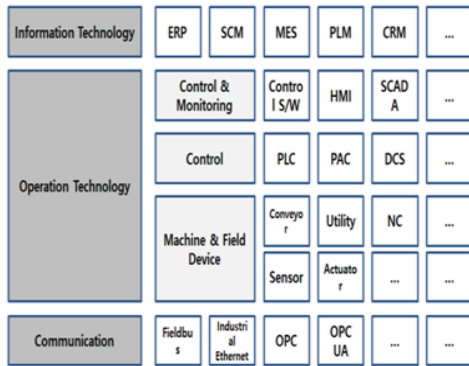 Information Technology
ERP
SCM
MES
PLM
CRM
...
Operation Technology
Control &
Monitoring
Contro
l S/W
HMI
SCAD
A
...
Control
PLC
PAC
DCS
...
Machine & Field
Device
Conveyo
r
Utility
NC
...
Sensor
Actuato
r
...
...
Communication
Fieldbu
s
Industri
al
Ethernet
OPC
OPC
UA
...
...